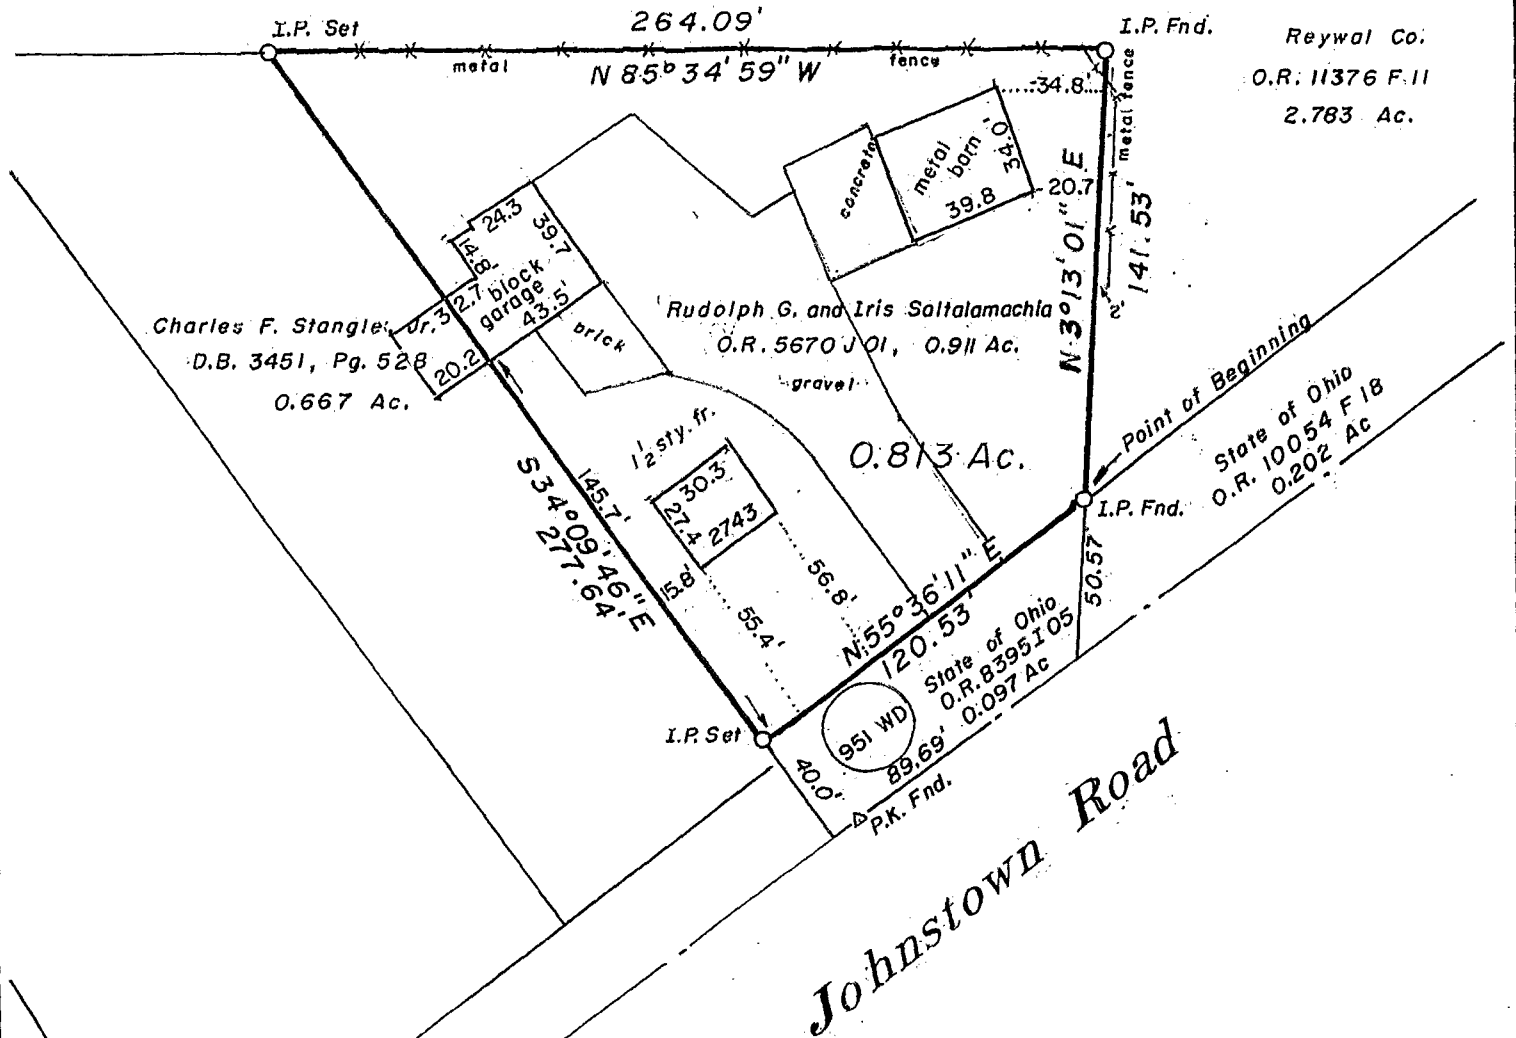 I.P. Set
264.09'
I.P. Fnd.
Reywal Co.
O.R. 11376 F 11
2.783 Ac.
metal
N 85° 34' 59" W
fence
34.8'
metal fence
concrete
metal
barn
34.0'
39.8
20.7
N 3° 13' 01" E
141.53'
2'
24.3
39.7
14.8
12.7
block
garage
43.5'
brick
Charles F. Stangle, Jr.
D.B. 3451, Pg. 528
0.667 Ac.
20.2
Rudolph G. and Iris Saltalamachia
O.R. 5670 J 01, 0.911 Ac.
gravel
0.813 Ac.
Point of Beginning
State of Ohio
O.R. 10054 F 18
0.202 Ac
I.P. Fnd.
1½ sty. fr.
30.3
27.4
2743
145.7'
S 34° 09' 46" E
277.64'
15.8'
55.4'
56.8'
N 55° 36' 11" E
120.53'
50.57
State of Ohio
O.R. 8395 I 05
0.097 Ac
I.P. Set
951 WD
89.69'
40.0'
P.K. Fnd.
Johnstown Road